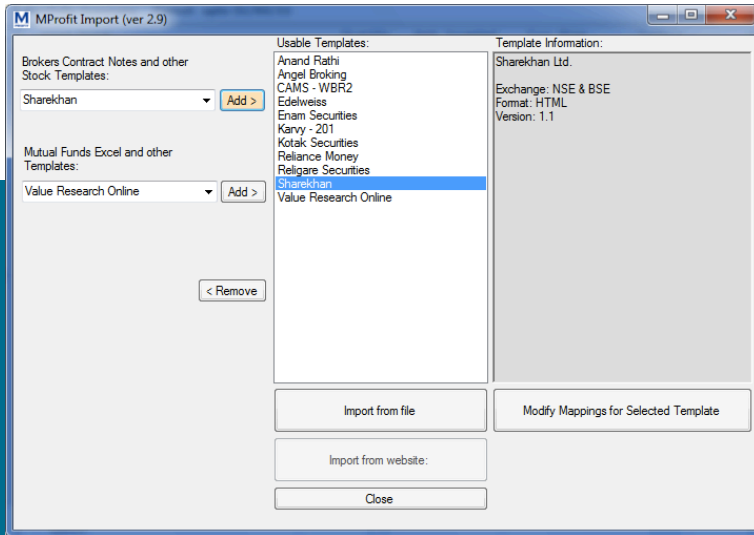 MProfit Import (ver 2.9)
Brokers Contract Notes and other
Stock Templates:
Sharekhan
Add >
Mutual Funds Excel and other
Templates:
Value Research Online
Add >
< Remove
Usable Templates:
Anand Rathi
Angel Broking
CAMS - WBR2
Edelweiss
Enam Securities
Karvy - 201
Kotak Securities
Reliance Money
Religare Securities
Sharekhan
Value Research Online
Import from file
Import from website:
Close
Template Information:
Sharekhan Ltd.
Exchange: NSE & BSE
Format: HTML
Version: 1.1
Modify Mappings for Selected Template